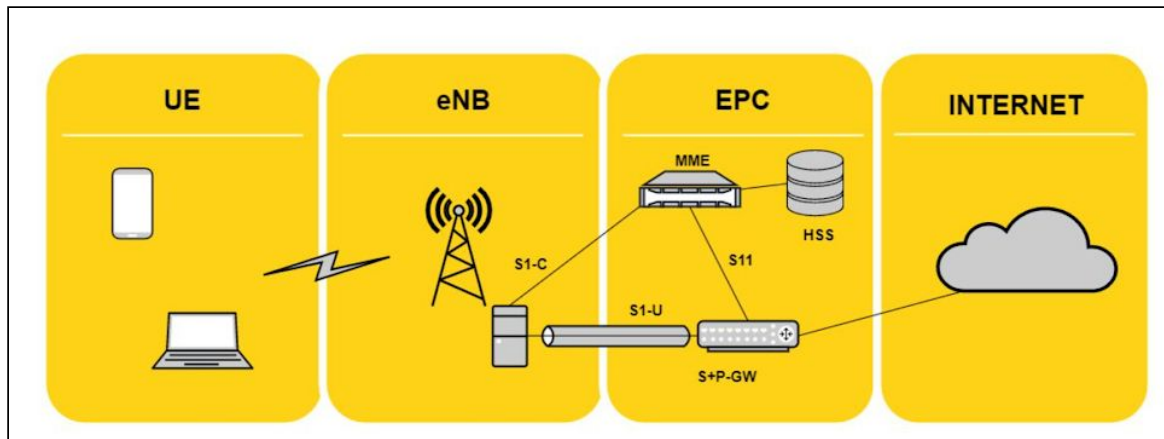 UE
eNB
EPC
INTERNET
MME
HSS
S1-C
S11
S1-U
S+P-GW